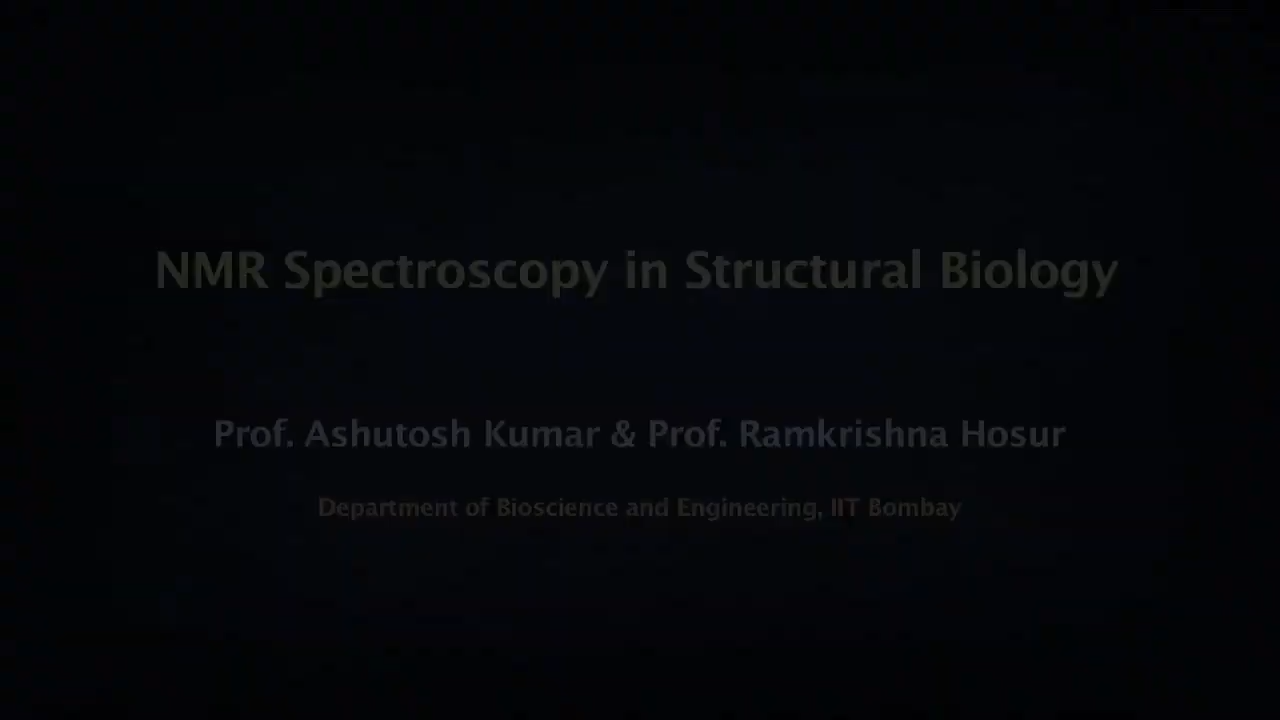 NMR Spectroscopy in Structural Biology
Prof. Ashutosh Kumar & Prof. Ramkrishna Hosur
Department of Bioscience and Engineering, IIT Bombay